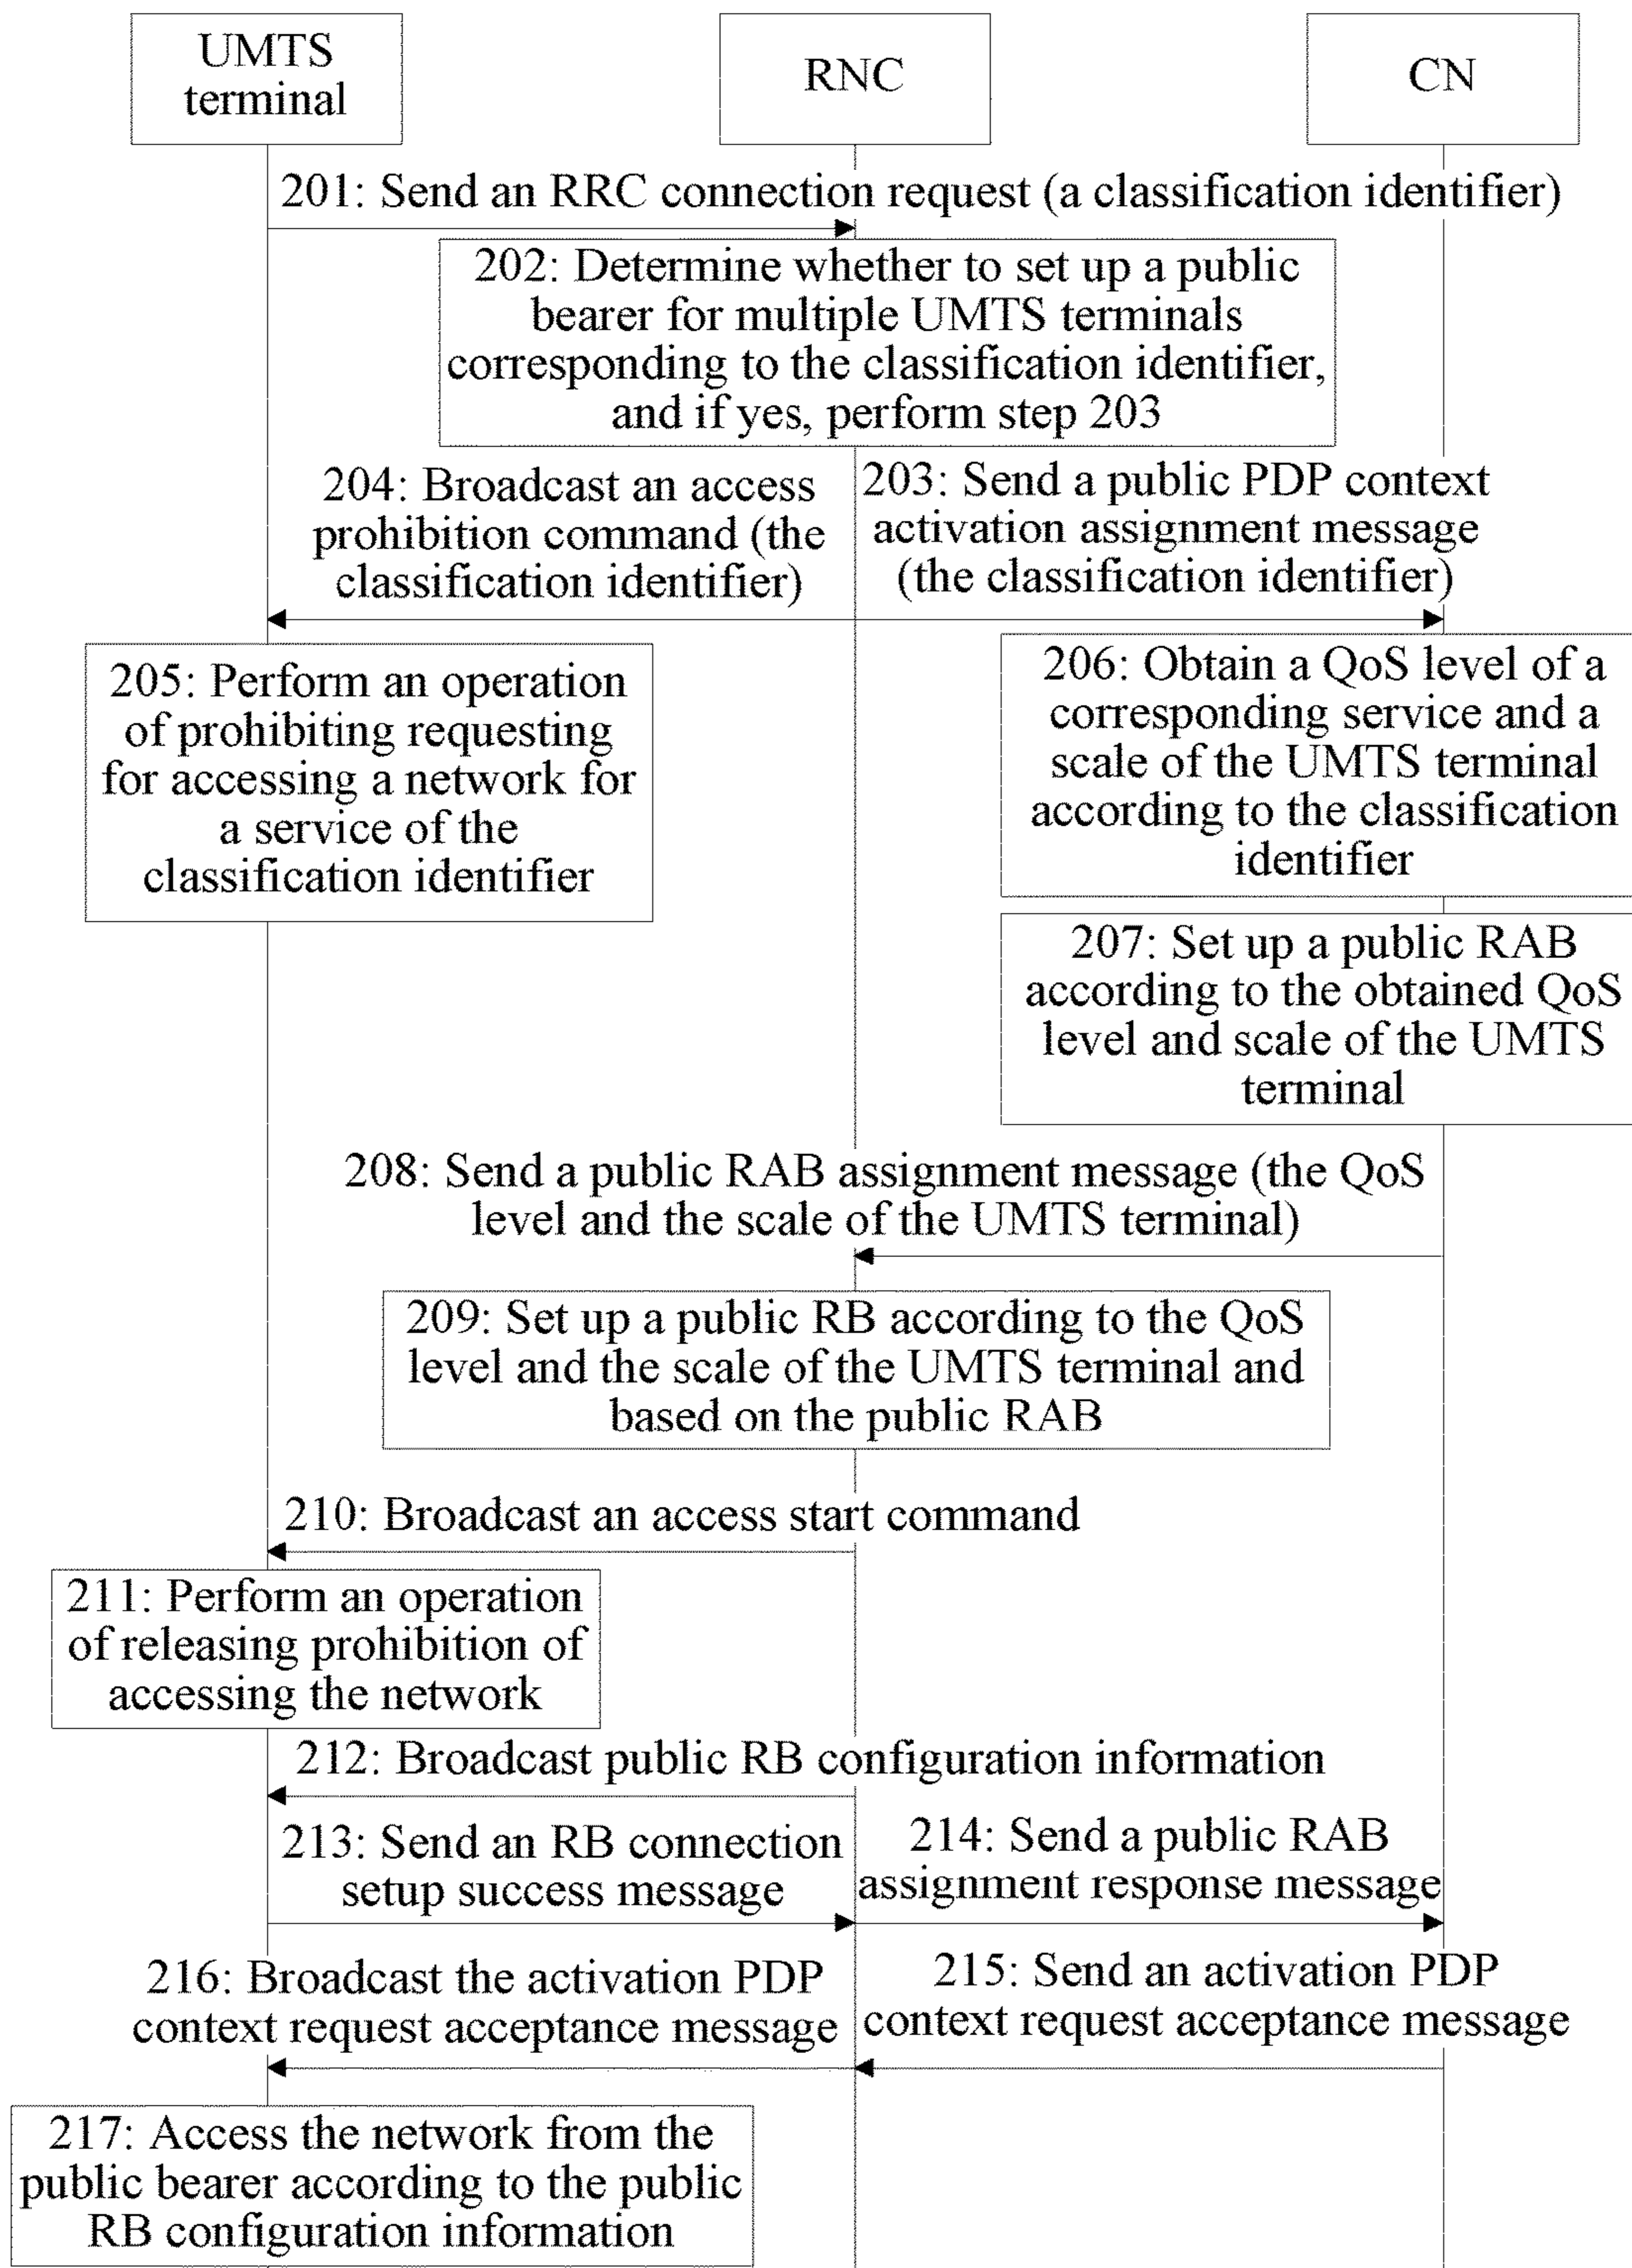 UMTS
terminal
RNC
CN
201: Send an RRC connection request (a classification identifier)
202: Determine whether to set up a public
bearer for multiple UMTS terminals
corresponding to the classification identifier,
and if yes, perform step 203
204: Broadcast an access
prohibition command (the
classification identifier)
203: Send a public PDP context
activation assignment message
(the classification identifier)
205: Perform an operation
of prohibiting requesting
for accessing a network for
a service of the
classification identifier
206: Obtain a QoS level of a
corresponding service and a
scale of the UMTS terminal
according to the classification
identifier
207: Set up a public RAB
according to the obtained QoS
level and scale of the UMTS
terminal
208: Send a public RAB assignment message (the QoS
level and the scale of the UMTS terminal)
209: Set up a public RB according to the QoS
level and the scale of the UMTS terminal and
based on the public RAB
210: Broadcast an access start command
211: Perform an operation
of releasing prohibition of
accessing the network
212: Broadcast public RB configuration information
213: Send an RB connection
setup success message
214: Send a public RAB
assignment response message
216: Broadcast the activation PDP
context request acceptance message
215: Send an activation PDP
context request acceptance message
217: Access the network from the
public bearer according to the public
RB configuration information